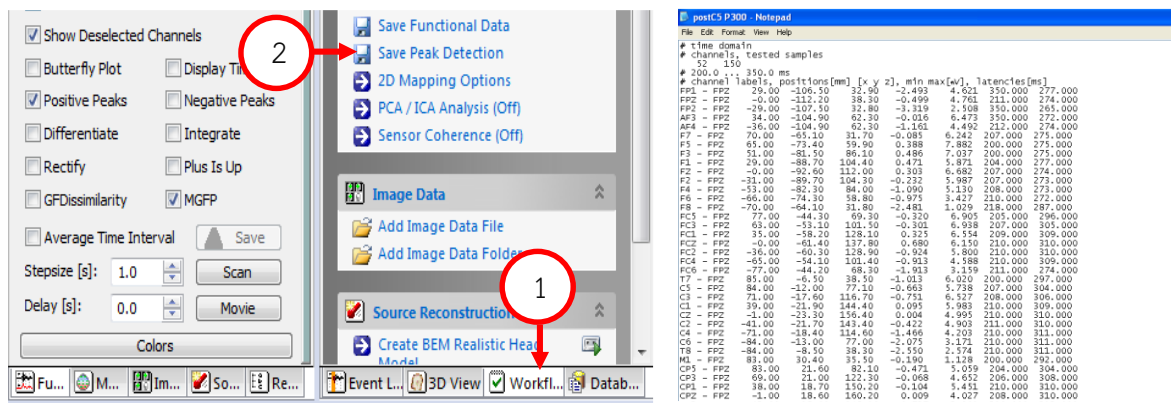 Show Deselected Channels
Butterfly Plot
Positive Peaks
Negative Peaks
Differentiate
Integrate
Rectify
Plus Is Up
GFDissimilarity
MGFP
Average Time Interval
Save
Stepsize [s]: 1.0
Scan
Delay [s]: 0.0
Movie
Colors
Fu...
M...
Im...
So...
Re...
2
Save Functional Data
Save Peak Detection
2D Mapping Options
PCA / ICA Analysis (Off)
Sensor Coherence (Off)
Image Data
Add Image Data File
Add Image Data Folder
1
Source Reconstruction
Create BEM Realistic Head
Model
Event L...
3D View
Workfl...
Datab...
postC5 P300 - Notepad
File Edit Format View Help
# time domain
# channels, tested samples
52 150
# 200.0 ... 350.0 ms
# channel labels, positions[mm] [x y z], min max[µV], latencies[ms]
FP1 - FPZ 29.00 -106.50 32.90 -2.493 4.621 350.000 277.000
FPZ - FPZ -0.00 -112.20 38.30 -0.499 4.761 211.000 274.000
FP2 - FPZ -29.00 -107.50 32.80 -3.319 2.508 350.000 265.000
AF3 - FPZ 34.00 -104.90 62.30 -0.016 6.473 350.000 272.000
AF4 - FPZ -36.00 -104.90 62.30 -1.161 4.492 212.000 274.000
F7 - FPZ 70.00 -65.10 31.70 -0.085 6.242 207.000 275.000
F5 - FPZ 65.00 -73.40 59.90 0.388 7.882 200.000 275.000
F3 - FPZ 51.00 -81.50 86.10 0.486 7.037 200.000 275.000
F1 - FPZ 29.00 -88.70 104.40 0.471 5.871 204.000 277.000
FZ - FPZ -0.00 -92.60 112.00 0.303 6.682 207.000 274.000
F2 - FPZ -31.00 -89.70 104.30 -0.232 5.987 207.000 273.000
F4 - FPZ -53.00 -82.30 84.00 -1.090 5.130 208.000 273.000
F6 - FPZ -66.00 -74.30 58.80 -0.975 3.427 210.000 272.000
F8 - FPZ -70.00 -64.10 31.80 -2.481 1.029 218.000 287.000
FC5 - FPZ 77.00 -44.30 69.30 -0.320 6.905 205.000 296.000
FC3 - FPZ 63.00 -53.10 101.50 -0.301 6.938 207.000 305.000
FC1 - FPZ 35.00 -58.20 128.10 0.325 6.554 209.000 309.000
FCZ - FPZ -0.00 -61.40 137.80 0.680 6.150 210.000 310.000
FC2 - FPZ -36.00 -60.30 128.90 -0.924 5.800 210.000 310.000
FC4 - FPZ -65.00 -54.10 101.40 -0.913 4.588 210.000 309.000
FC6 - FPZ -77.00 -44.20 68.30 -1.913 3.159 211.000 274.000
T7 - FPZ 85.00 -6.50 38.50 -1.013 6.020 200.000 297.000
C5 - FPZ 84.00 -12.00 77.10 -0.663 5.738 207.000 304.000
C3 - FPZ 71.00 -17.60 116.70 -0.751 6.527 208.000 306.000
C1 - FPZ 39.00 -21.90 144.40 0.095 5.983 210.000 309.000
CZ - FPZ -1.00 -23.30 156.40 0.004 4.995 210.000 310.000
C2 - FPZ -41.00 -21.70 143.40 -0.422 4.903 211.000 310.000
C4 - FPZ -71.00 -18.40 114.60 -1.466 4.203 210.000 311.000
C6 - FPZ -84.00 -13.00 77.00 -2.075 3.171 210.000 311.000
T8 - FPZ -84.00 -8.50 38.30 -2.550 2.574 210.000 311.000
M1 - FPZ 83.00 30.40 35.50 -0.190 1.128 200.000 292.000
CP5 - FPZ 83.00 21.60 82.10 -0.471 5.059 204.000 304.000
CP3 - FPZ 69.00 21.00 122.30 -0.068 4.652 206.000 308.000
CP1 - FPZ 38.00 18.70 150.20 -0.104 5.451 210.000 310.000
CPZ - FPZ -1.00 18.60 160.20 0.009 4.027 208.000 310.000